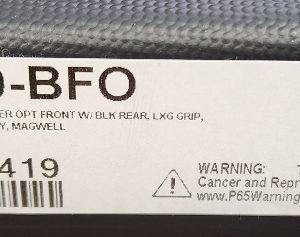 -BFO
ER OPT FRONT W/ BLK REAR, LXG GRIP,
Y, MAGWELL
419
WARNING:
Cancer and Repr
www.P65Warning